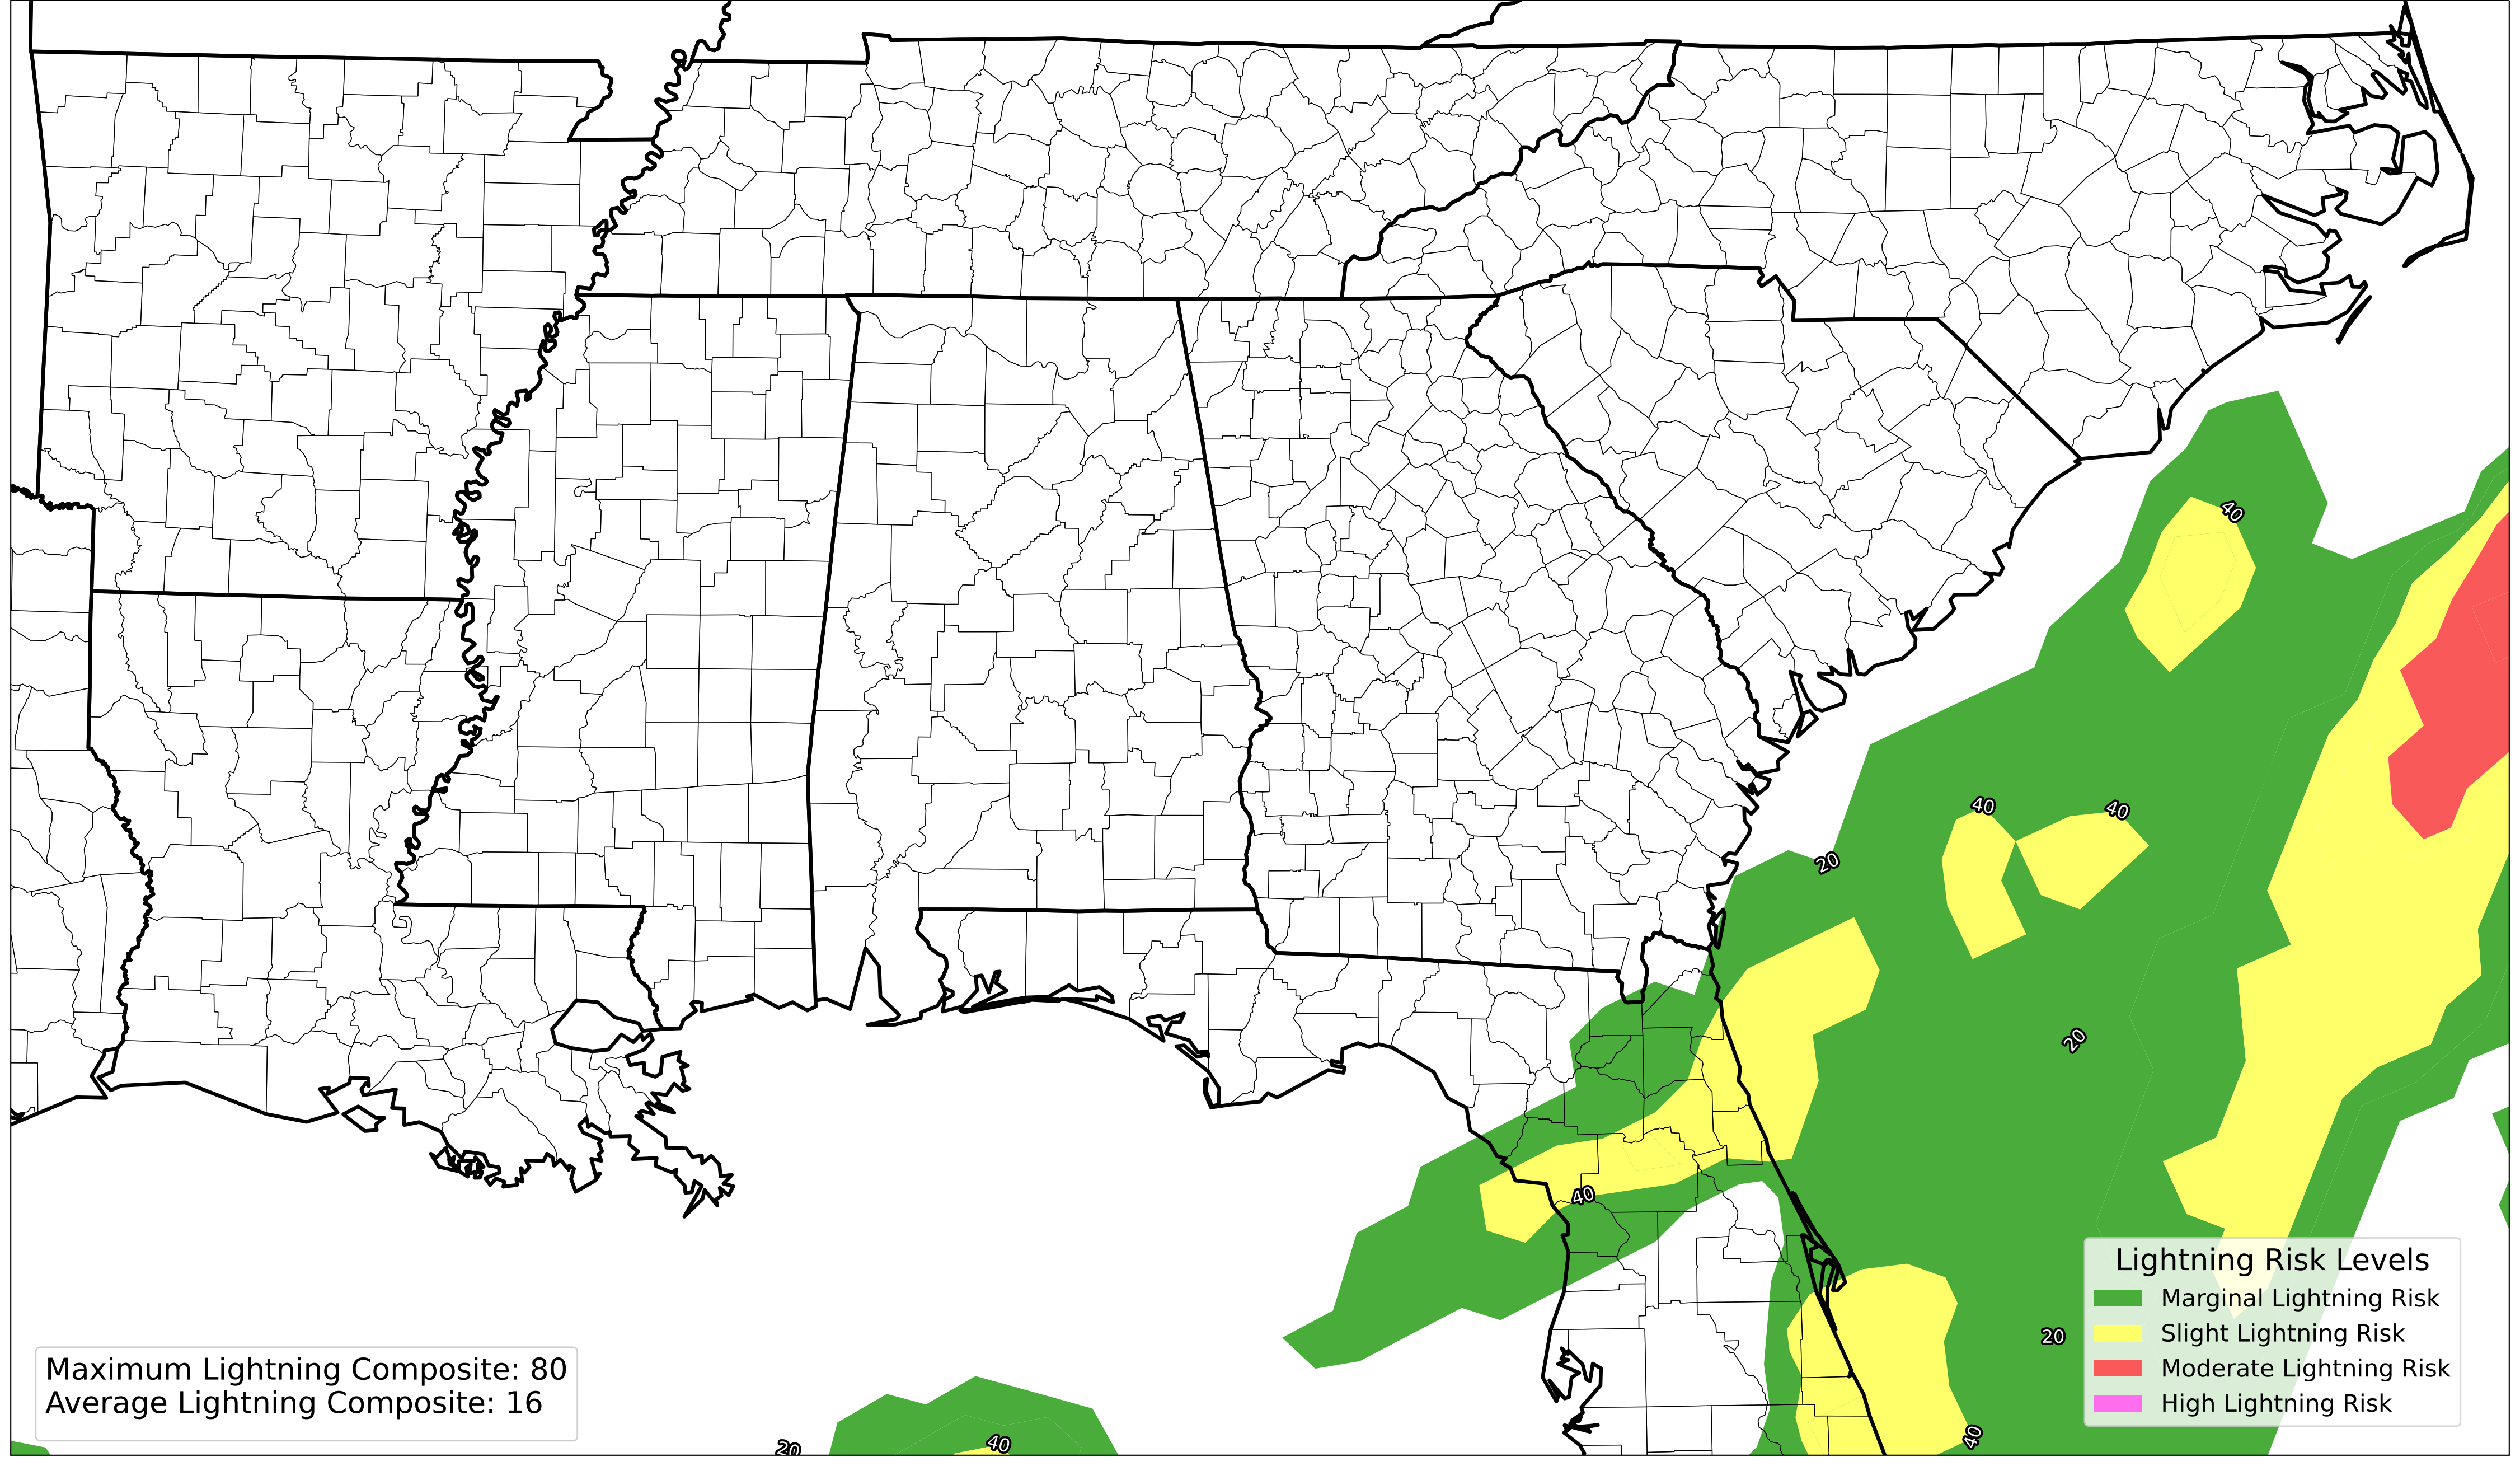 40
40
40
20
20
40
20
40
20
40
Lightning Risk Levels
Marginal Lightning Risk
Slight Lightning Risk
Moderate Lightning Risk
High Lightning Risk
Maximum Lightning Composite: 80
Average Lightning Composite: 16